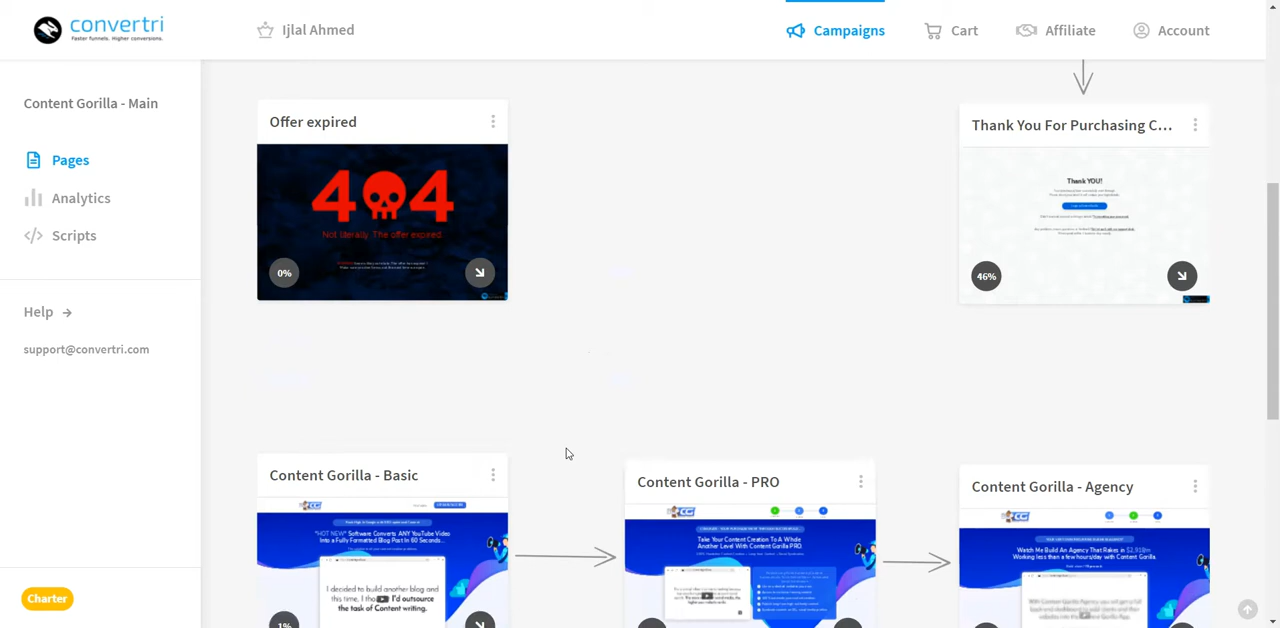 convertri
Faster funnels. Higher conversions.
Ijlal Ahmed
Campaigns
Cart
Affiliate
Account
Content Gorilla - Main
Pages
Analytics
Scripts
Help
support@convertri.com
Charter
Offer expired
404
Not literally. The offer expired.
0%
Thank You For Purchasing C...
Thank YOU!
46%
Content Gorilla - Basic
CG
"HOT NEW" Software Converts ANY YouTube Video
Into a Fully Formatted Blog Post In 60 Seconds...
I decided to build another blog and
this time, I
I'd outsource
the task of Content writing.
1%
Content Gorilla - PRO
CG
Take Your Content Creation To A Whole
Another Level With Content Gorilla PRO.
Content Gorilla - Agency
CG
Watch Me Build An Agency That Rakes in
few hours/day with Content Gorilla